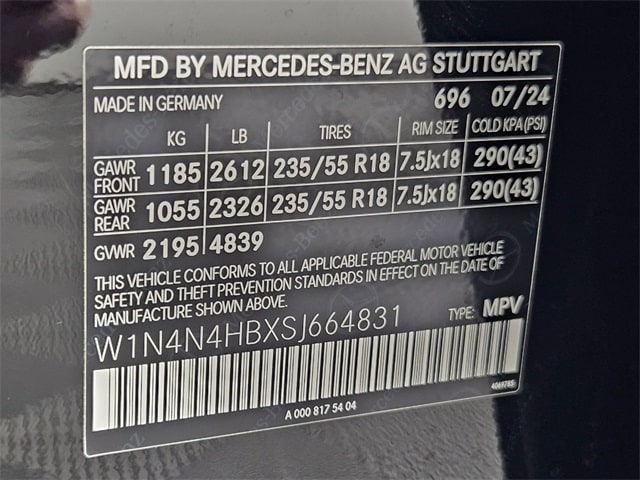 MFD BY MERCEDES-BENZ AG STUTTGART
MADE IN GERMANY 696 07/24
KG LB TIRES RIM SIZE COLD KPA(PSI)
GAWR FRONT 1185 2612 235/55 R18 7.5Jx18 290(43)
GAWR REAR 1055 2326 235/55 R18 7.5Jx18 290(43)
GVWR 2195 4839
THIS VEHICLE CONFORMS TO ALL APPLICABLE FEDERAL MOTOR VEHICLE
SAFETY AND THEFT PREVENTION STANDARDS IN EFFECT ON THE DATE OF
MANUFACTURE SHOWN ABOVE.
W1N4N4HBXSJ664831 TYPE: MPV
4069785
A 000 817 54 04